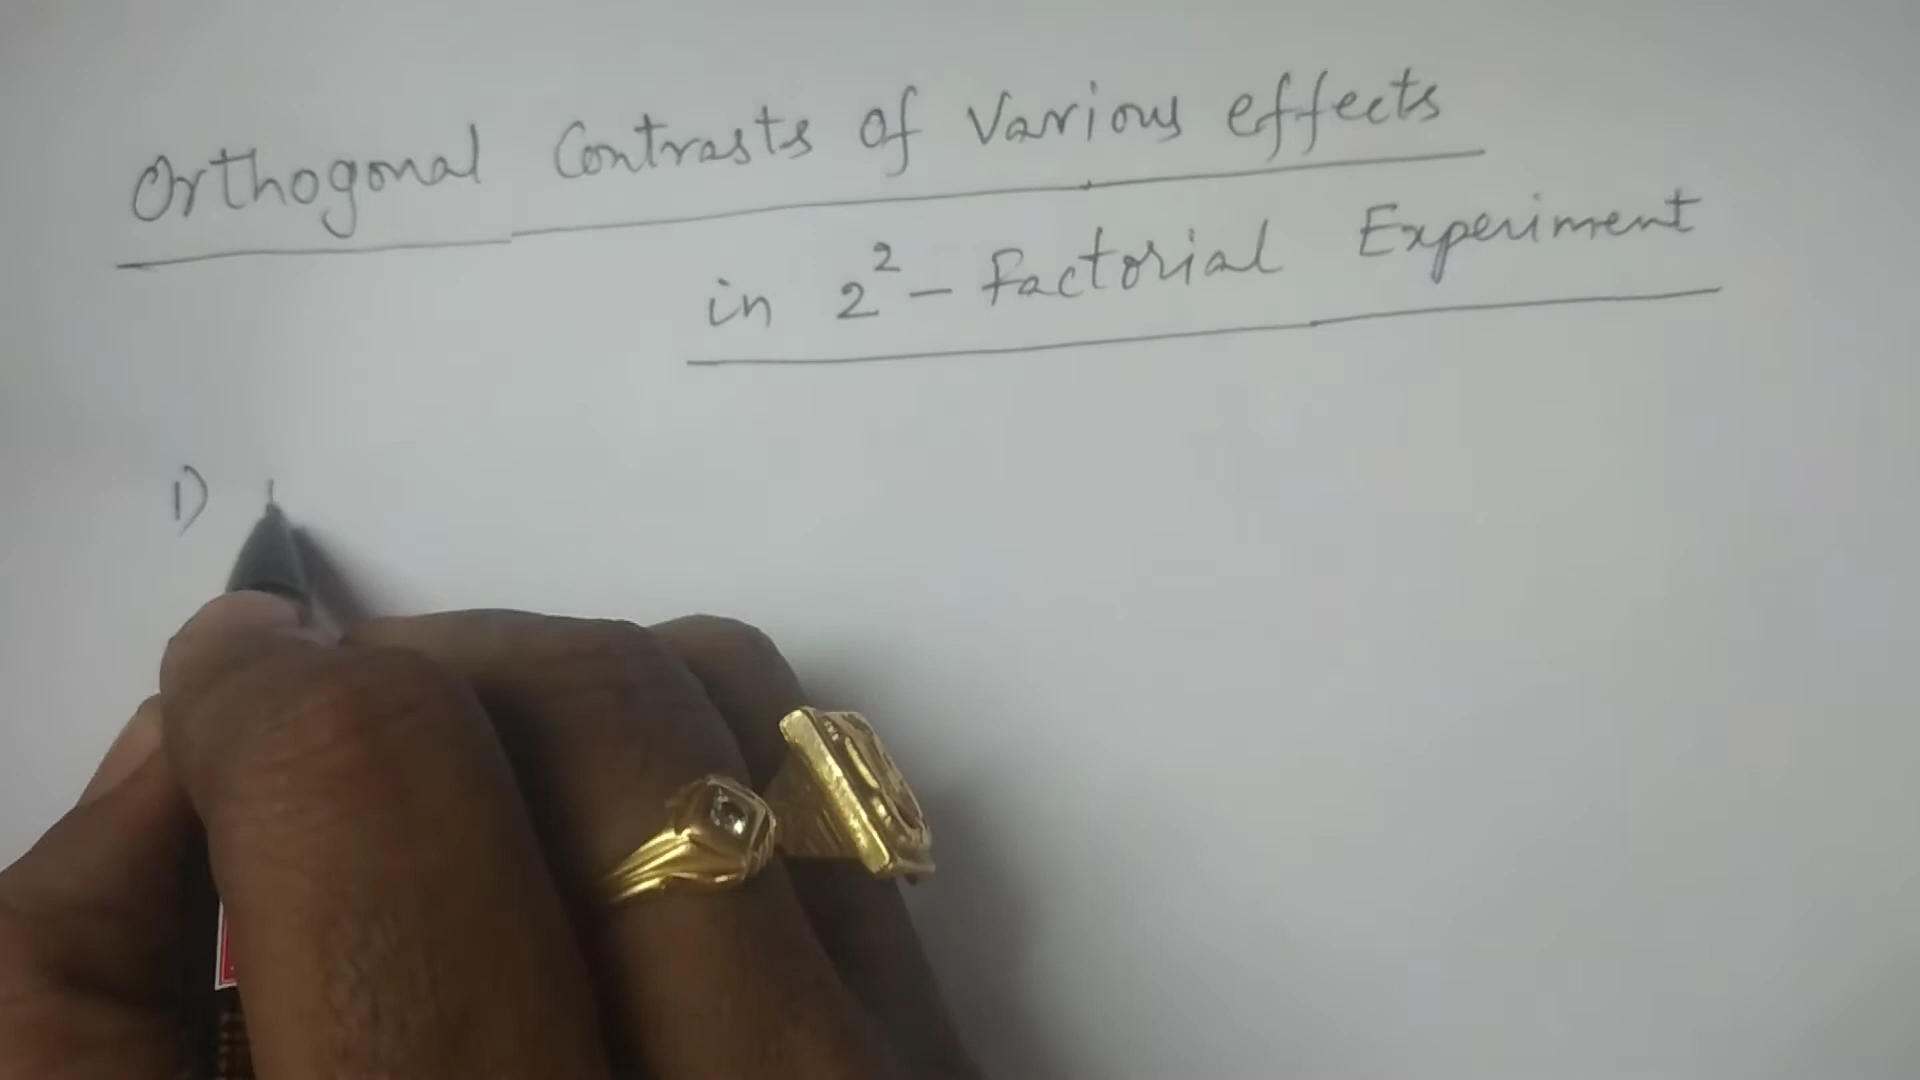 Orthogonal Contrasts of Various effects
in 2² - Factorial Experiment
1)